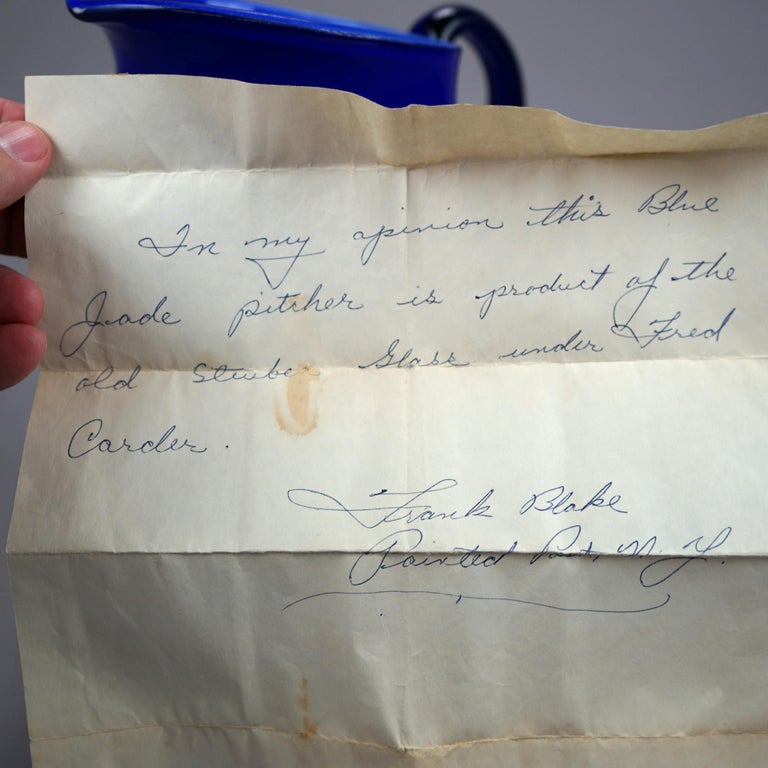 In my opinion this Blue
Jade pitcher is product of the
old Steuben Glass under Fred
Carder.
Frank Blake
Painted Post, N.Y.